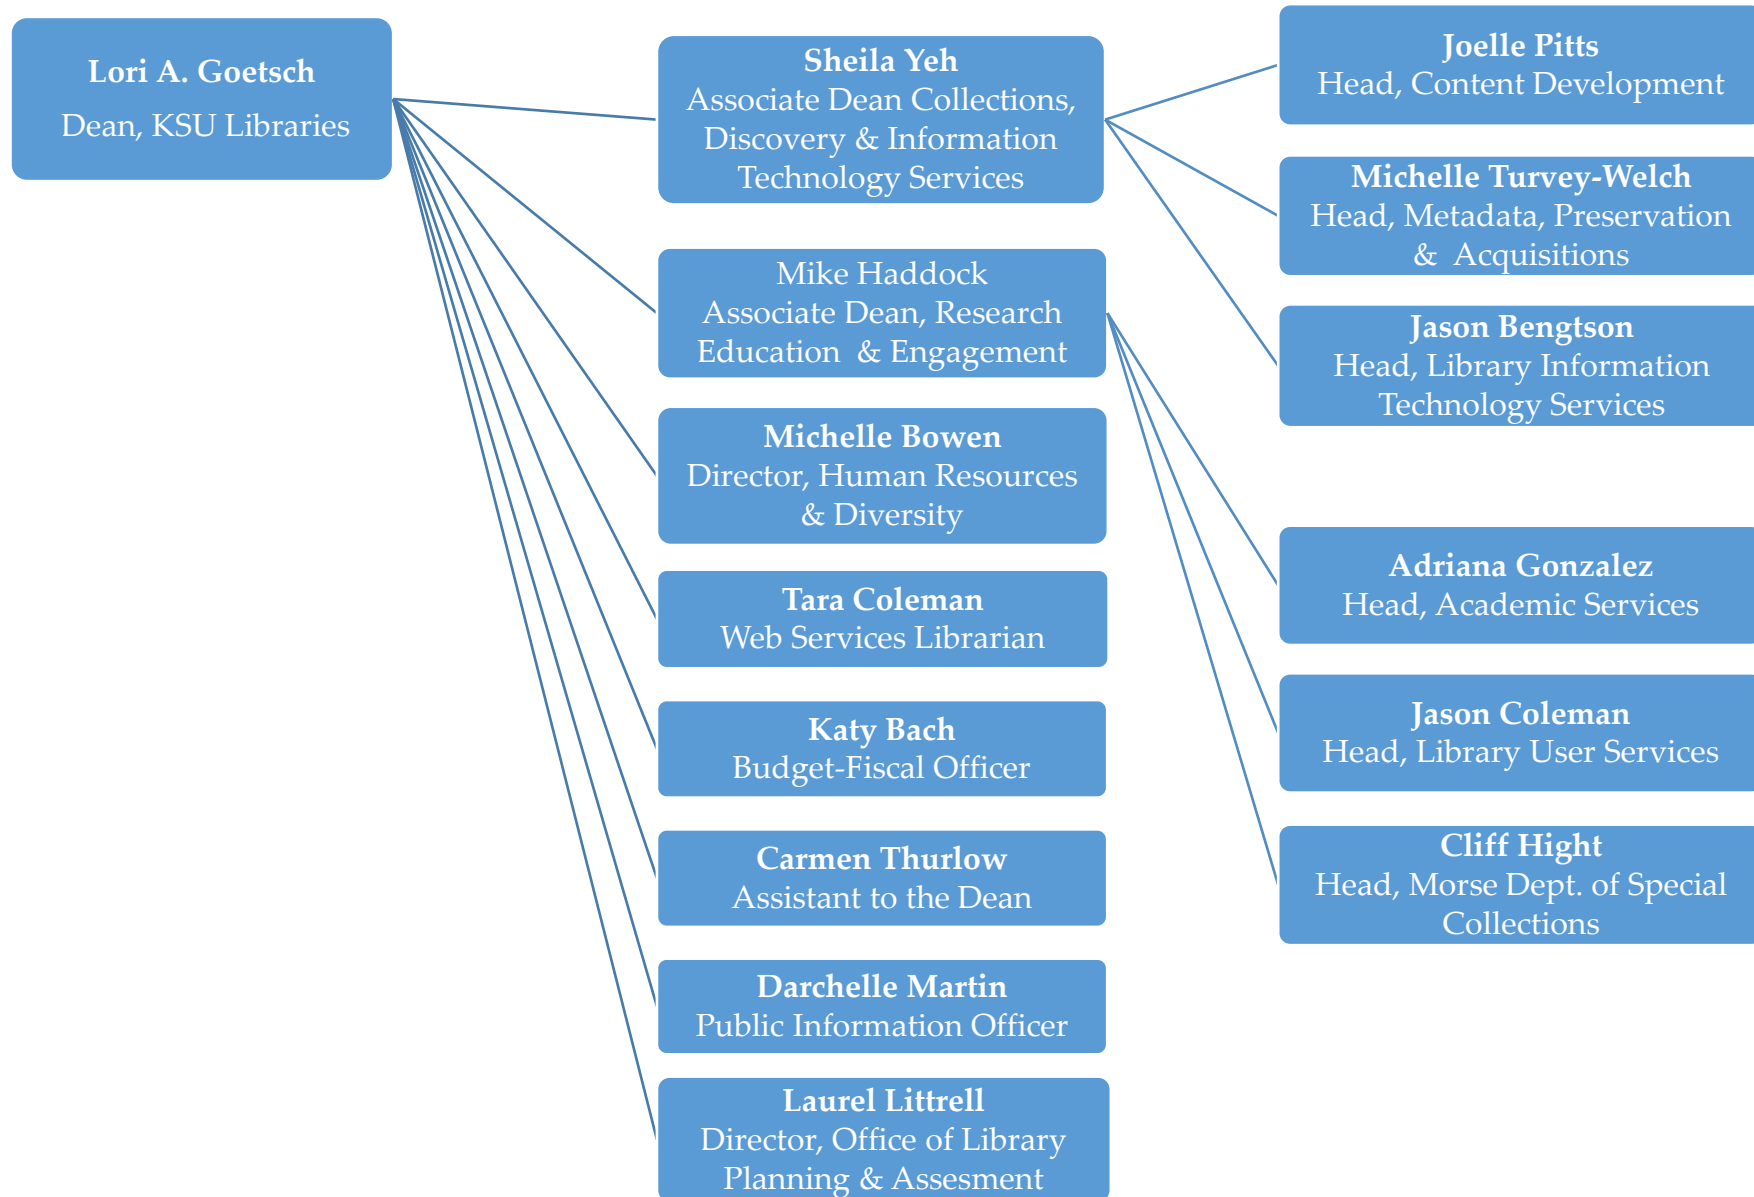 Lori A. Goetsch
Dean, KSU Libraries
Sheila Yeh
Associate Dean Collections,
Discovery & Information
Technology Services
Mike Haddock
Associate Dean, Research
Education & Engagement
Michelle Bowen
Director, Human Resources
& Diversity
Tara Coleman
Web Services Librarian
Katy Bach
Budget-Fiscal Officer
Carmen Thurlow
Assistant to the Dean
Darchelle Martin
Public Information Officer
Laurel Littrell
Director, Office of Library
Planning & Assesment
Joelle Pitts
Head, Content Development
Michelle Turvey-Welch
Head, Metadata, Preservation
& Acquisitions
Jason Bengtson
Head, Library Information
Technology Services
Adriana Gonzalez
Head, Academic Services
Jason Coleman
Head, Library User Services
Cliff Hight
Head, Morse Dept. of Special
Collections